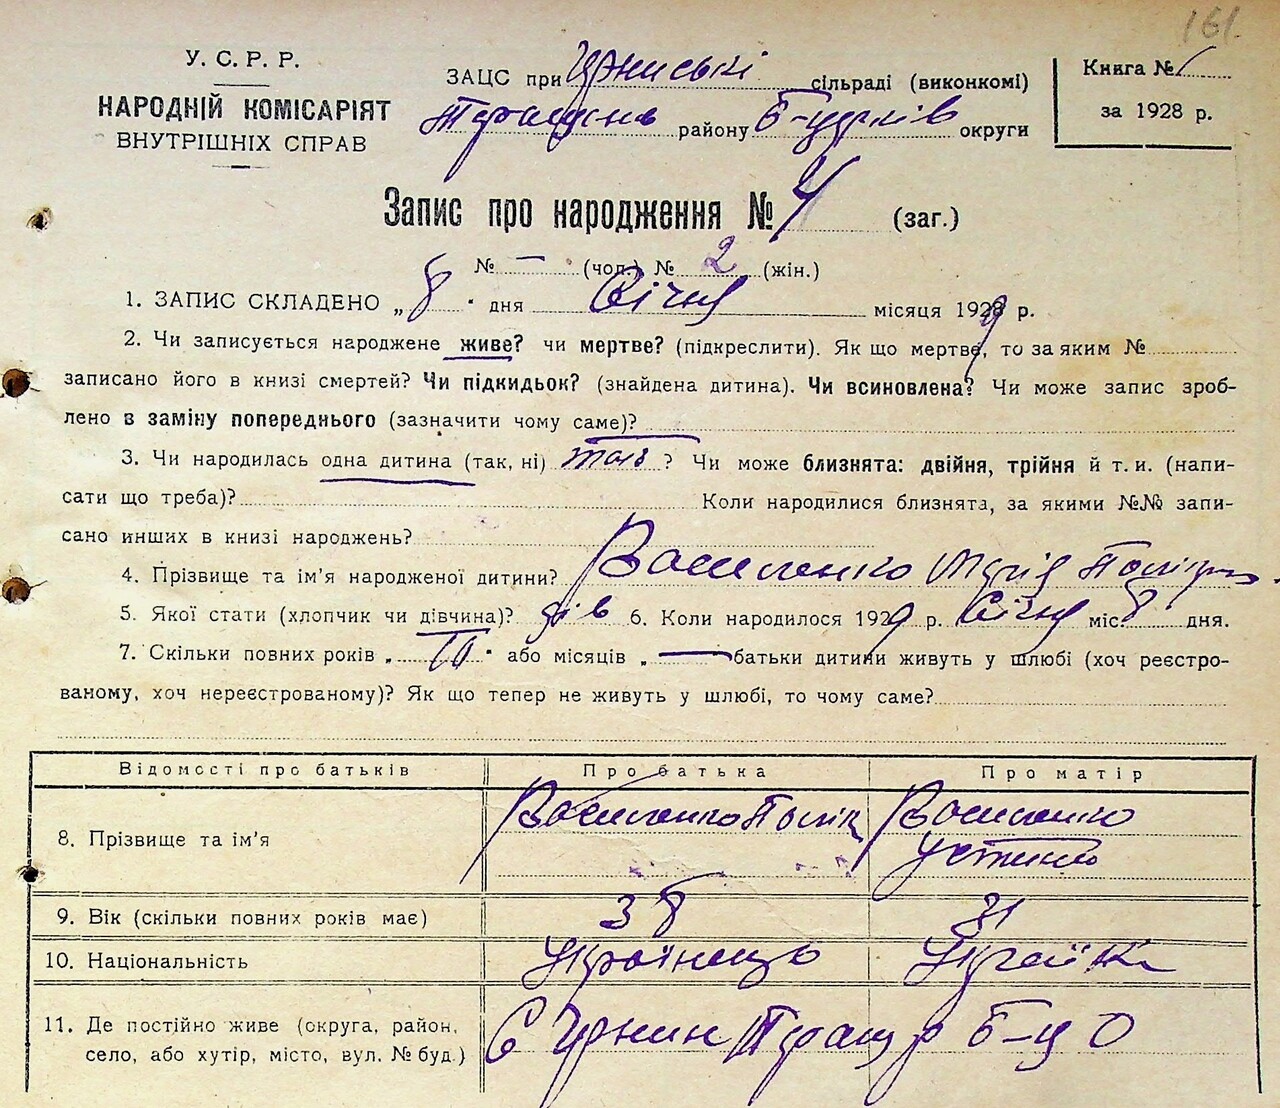 161.
У. С. Р. Р.
НАРОДНІЙ КОМІСАРІЯТ
ВНУТРІШНІХ СПРАВ
ЗАЦС при сільраді (виконкомі)
району Б-церків округи
Книга №
за 1928 р.
Запис про народження № 4 (заг.)
№ — (чол.) № 2 (жін.)
1. ЗАПИС СКЛАДЕНО „8" дня Січня місяця 1929 р.
2. Чи записується народжене живе? чи мертве? (підкреслити). Як що мертве, то за яким №
записано його в книзі смертей? Чи підкидьок? (знайдена дитина). Чи всиновлена? Чи може запис зроб-
лено в заміну попереднього (зазначити чому саме)?
3. Чи народилась одна дитина (так, ні) так ? Чи може близнята: двійня, трійня й т. и. (напи-
сати що треба)? Коли народилися близнята, за якими №№ запи-
сано инших в книзі народжень?
4. Прізвище та ім'я народженої дитини? Василенко Марія
5. Якої стати (хлопчик чи дівчина)? дів 6. Коли народилося 1929 р. Січня міс. 8 дня.
7. Скільки повних років „10" або місяців „—" батьки дитини живуть у шлюбі (хоч реєстро-
ваному, хоч нереєстрованому)? Як що тепер не живуть у шлюбі, то чому саме?
Відомості про батьків Про батька Про матір
8. Прізвище та ім'я Василенко Василенко
9. Вік (скільки повних років має) 38 31
10. Національність Українець Українка
11. Де постійно живе (округа, район,
село, або хутір, місто, вул. № буд.) С Торащ р Б-ц О